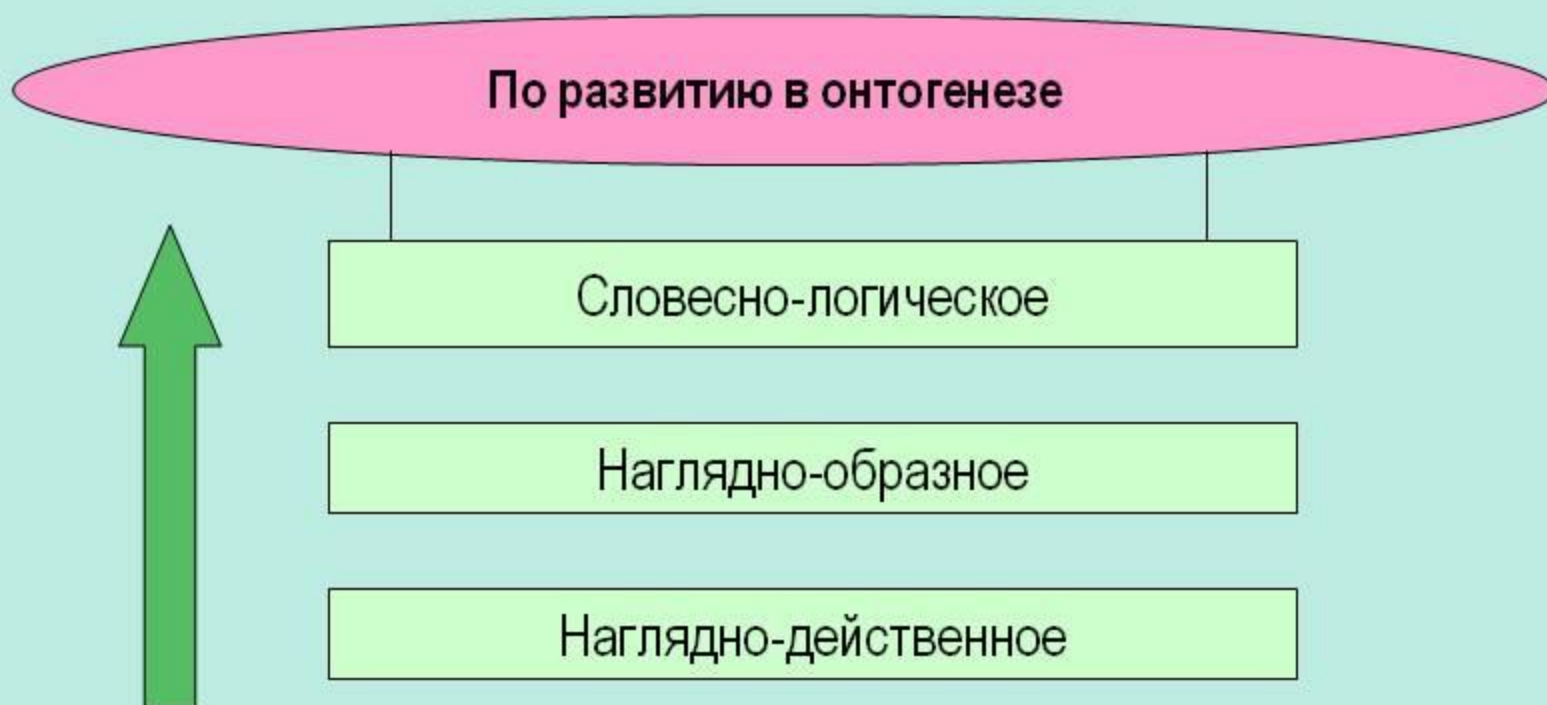 По развитию в онтогенезе
Словесно-логическое
Наглядно-образное
Наглядно-действенное